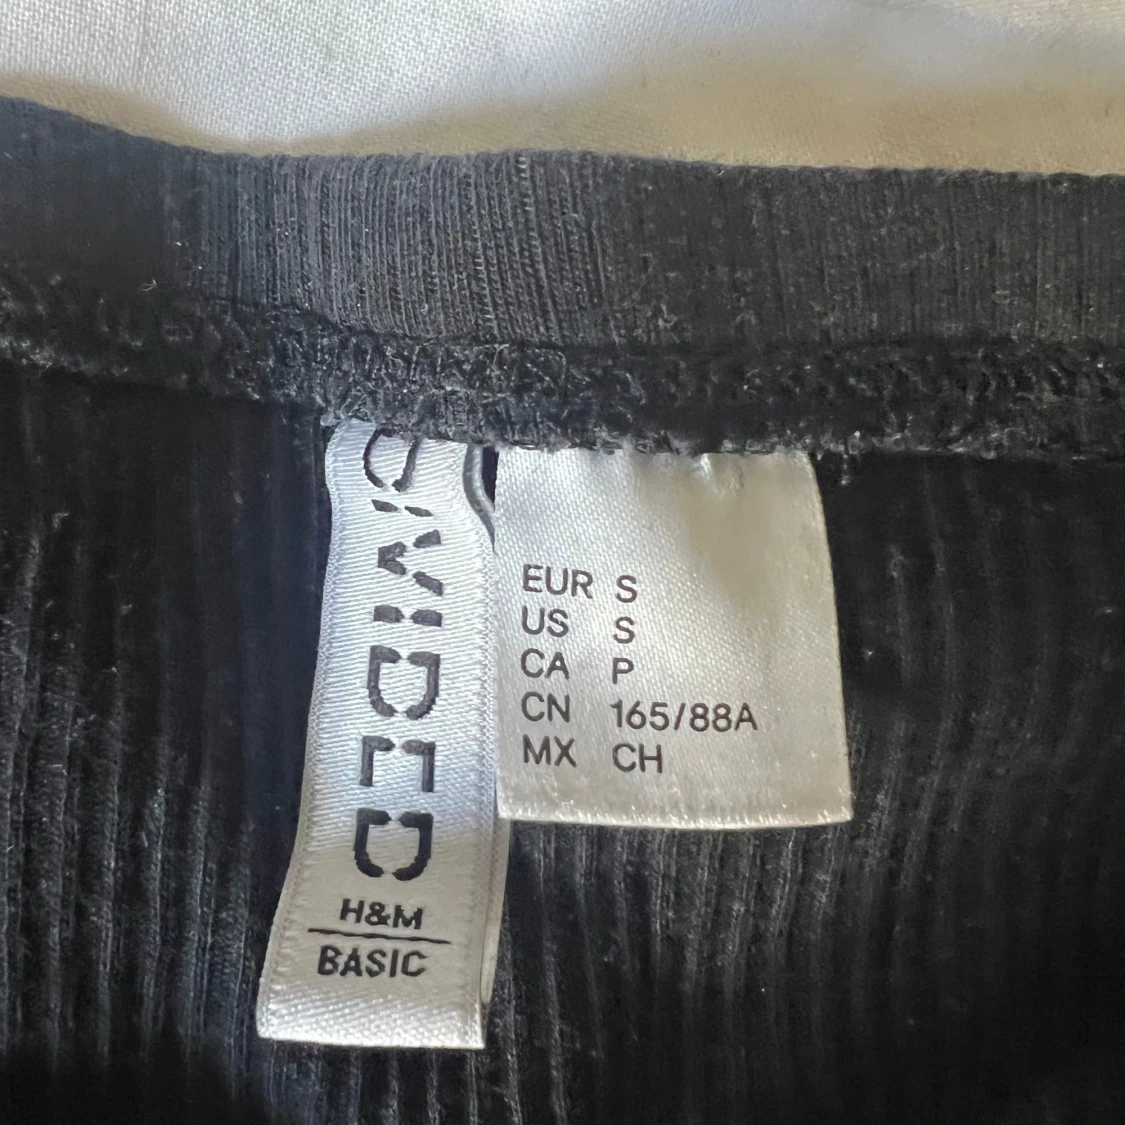 DIVIDED
H&M
BASIC
EUR S
US S
CA P
CN 165/88A
MX CH